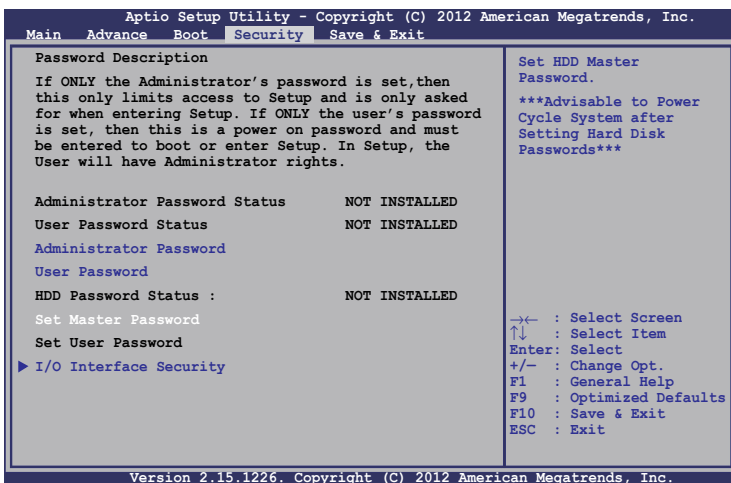 Aptio Setup Utility - Copyright (C) 2012 American Megatrends, Inc.
Main Advance Boot Security Save & Exit
Password Description
If ONLY the Administrator's password is set,then
this only limits access to Setup and is only asked
for when entering Setup. If ONLY the user's password
is set, then this is a power on password and must
be entered to boot or enter Setup. In Setup, the
User will have Administrator rights.
Administrator Password Status NOT INSTALLED
User Password Status NOT INSTALLED
Administrator Password
User Password
HDD Password Status : NOT INSTALLED
Set Master Password
Set User Password
I/O Interface Security
Set HDD Master
Password.
***Advisable to Power
Cycle System after
Setting Hard Disk
Passwords***
→← : Select Screen
↑↓ : Select Item
Enter: Select
+/— : Change Opt.
F1 : General Help
F9 : Optimized Defaults
F10 : Save & Exit
ESC : Exit
Version 2.15.1226. Copyright (C) 2012 American Megatrends, Inc.